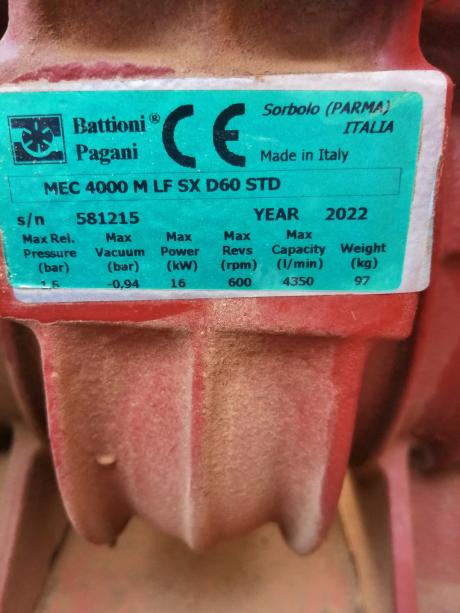 Battioni ®
Pagani
CE
Sorbolo (PARMA)
ITALIA
Made in Italy
MEC 4000 M LF SX D60 STD
s/n 581215 YEAR 2022
Max Rel. Pressure (bar) Max Vacuum (bar) Max Power (kW) Max Revs (rpm) Max Capacity (l/min) Weight (kg)
1,5 -0,94 16 600 4350 97